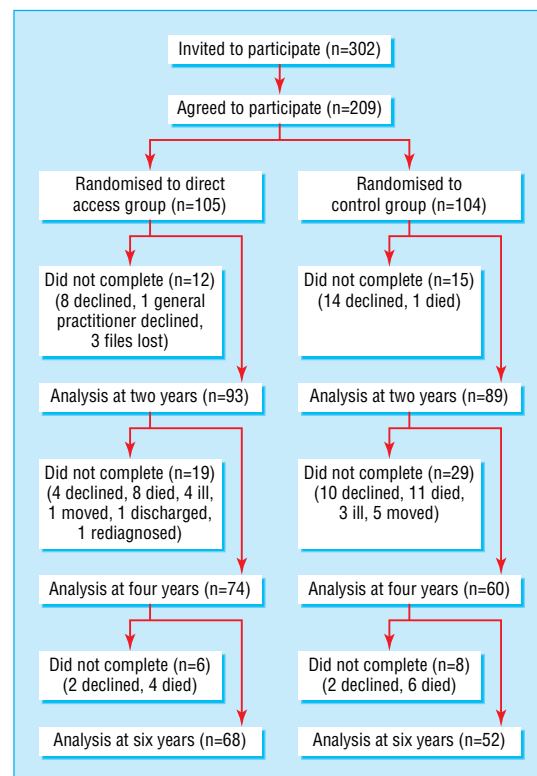 Invited to participate (n=302)
Agreed to participate (n=209)
Randomised to direct
access group (n=105)
Randomised to
control group (n=104)
Did not complete (n=12)
(8 declined, 1 general
practitioner declined,
3 files lost)
Did not complete (n=15)
(14 declined, 1 died)
Analysis at two years (n=93)
Analysis at two years (n=89)
Did not complete (n=19)
(4 declined, 8 died, 4 ill,
1 moved, 1 discharged,
1 rediagnosed)
Did not complete (n=29)
(10 declined, 11 died,
3 ill, 5 moved)
Analysis at four years (n=74)
Analysis at four years (n=60)
Did not complete (n=6)
(2 declined, 4 died)
Did not complete (n=8)
(2 declined, 6 died)
Analysis at six years (n=68)
Analysis at six years (n=52)